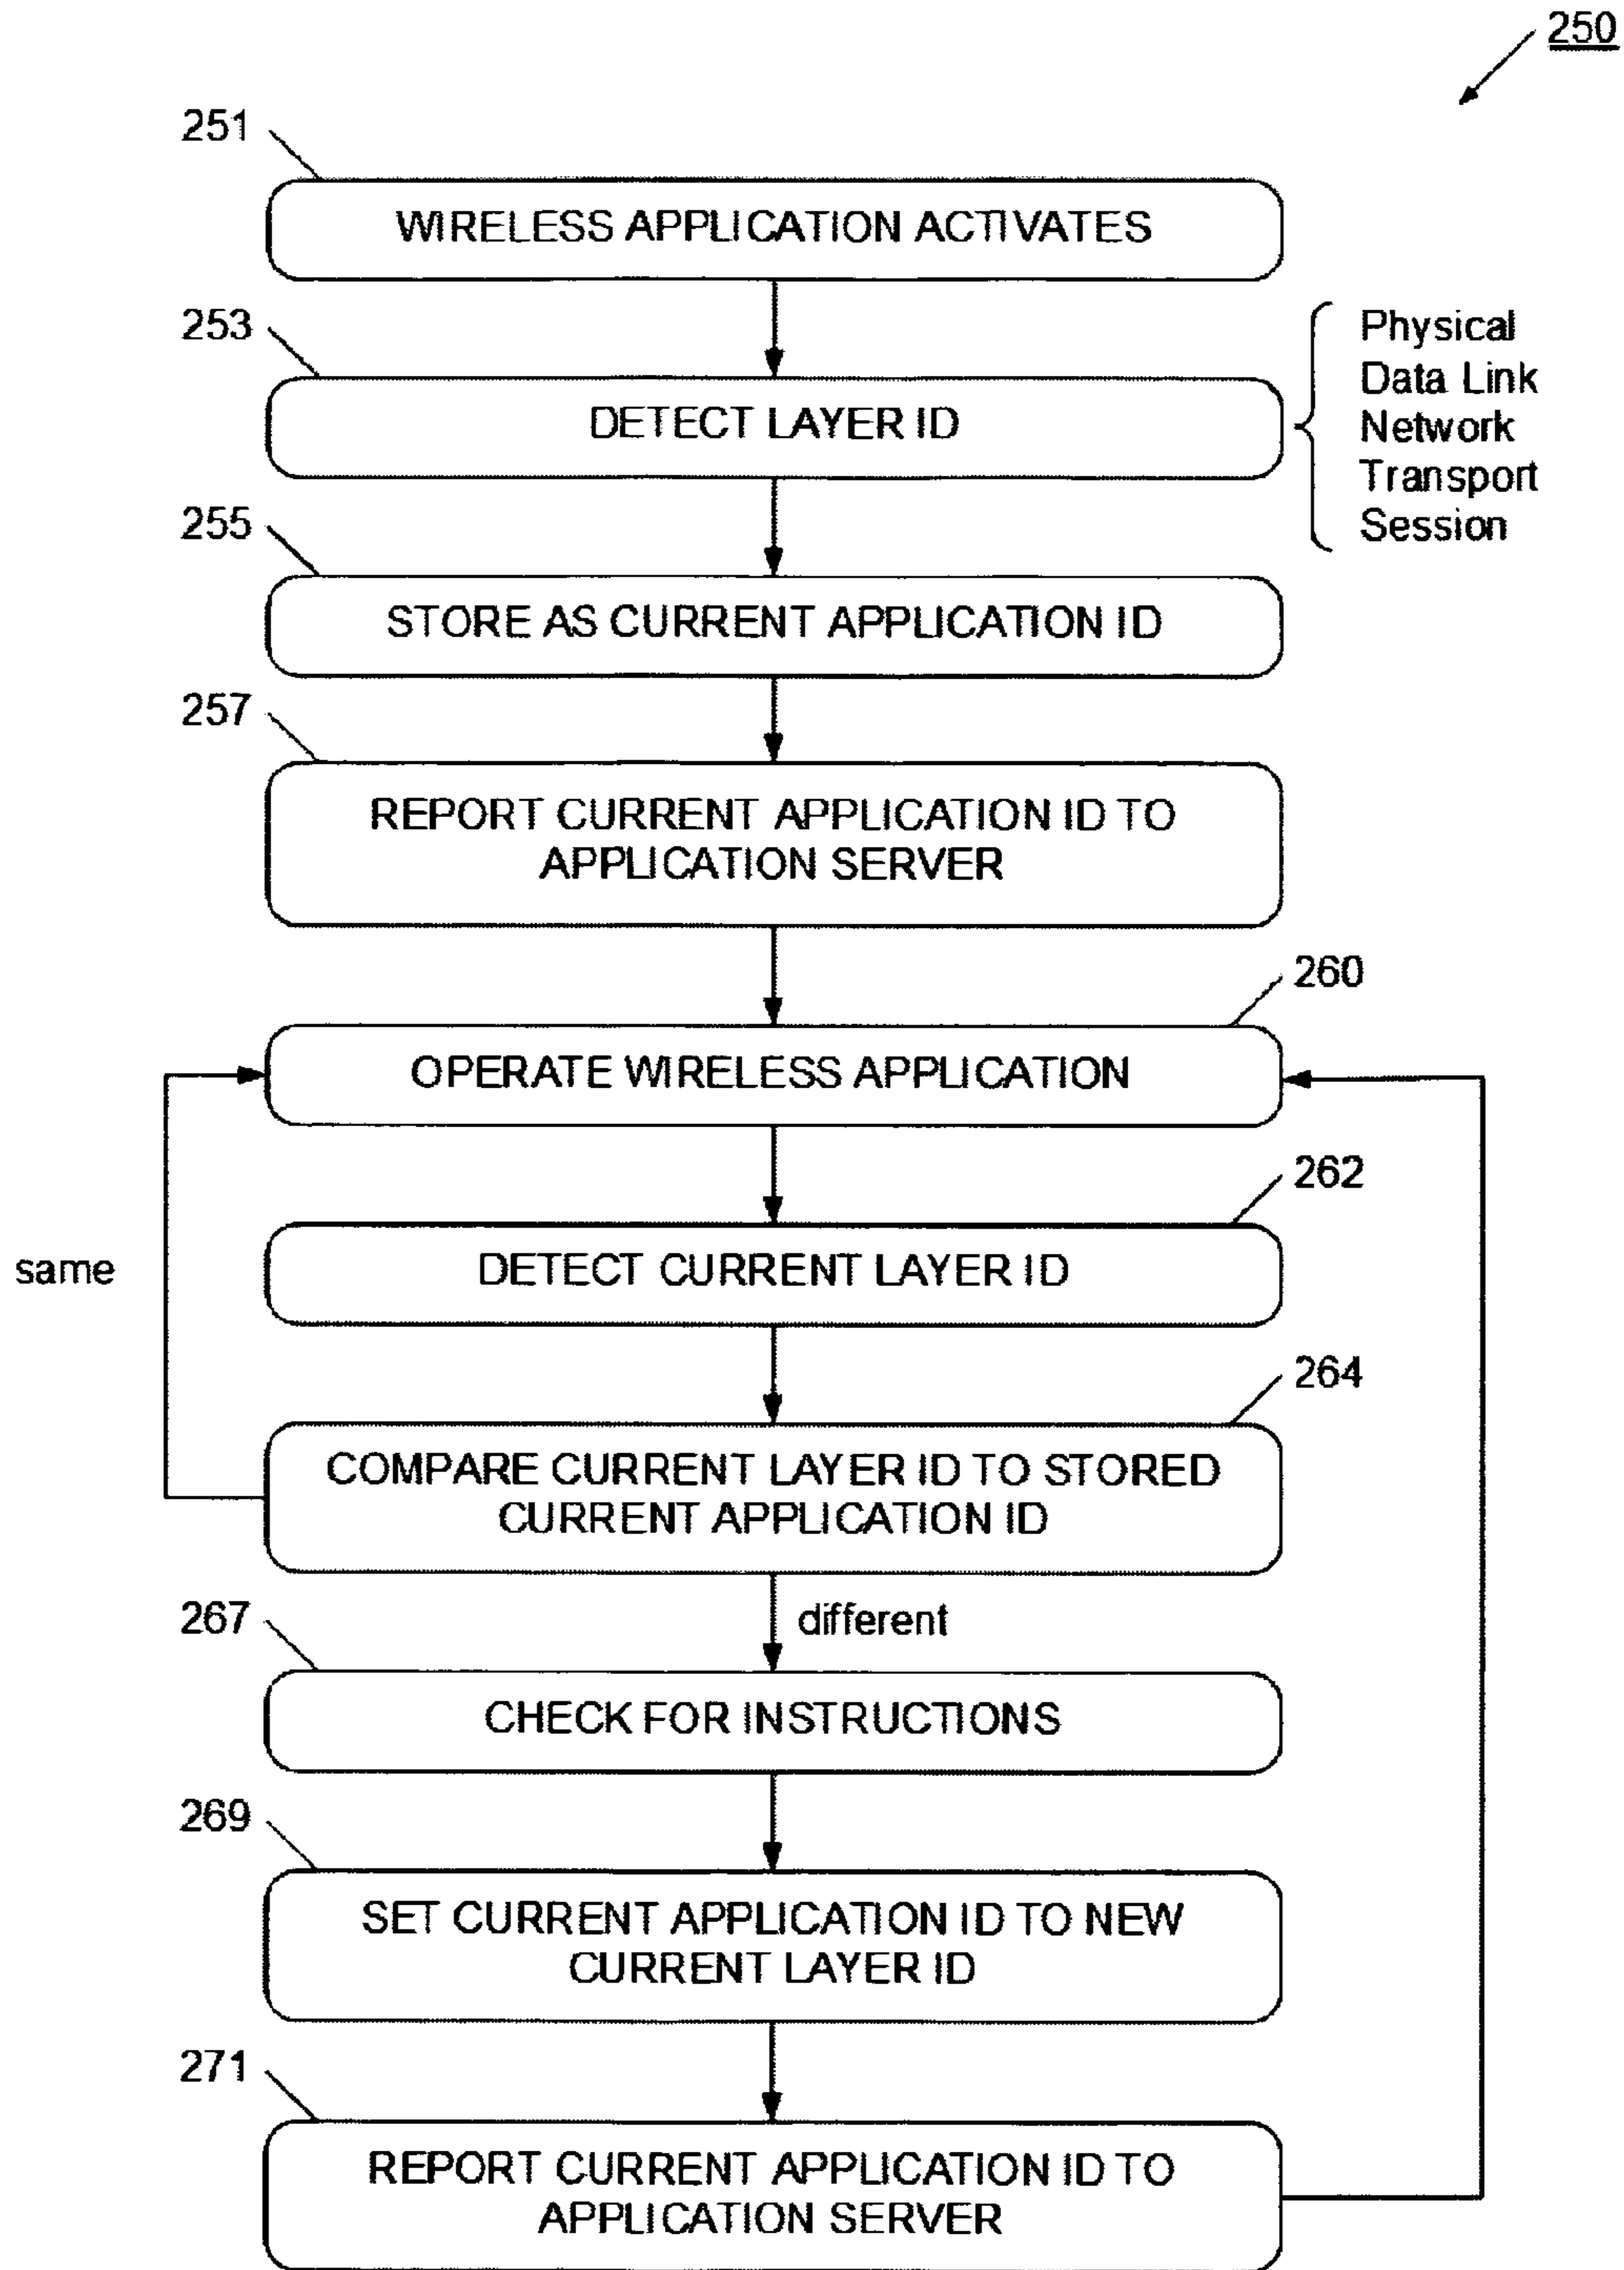 250
251
WIRELESS APPLICATION ACTIVATES
253
DETECT LAYER ID
Physical
Data Link
Network
Transport
Session
255
STORE AS CURRENT APPLICATION ID
257
REPORT CURRENT APPLICATION ID TO
APPLICATION SERVER
260
OPERATE WIRELESS APPLICATION
262
DETECT CURRENT LAYER ID
same
264
COMPARE CURRENT LAYER ID TO STORED
CURRENT APPLICATION ID
different
267
CHECK FOR INSTRUCTIONS
269
SET CURRENT APPLICATION ID TO NEW
CURRENT LAYER ID
271
REPORT CURRENT APPLICATION ID TO
APPLICATION SERVER